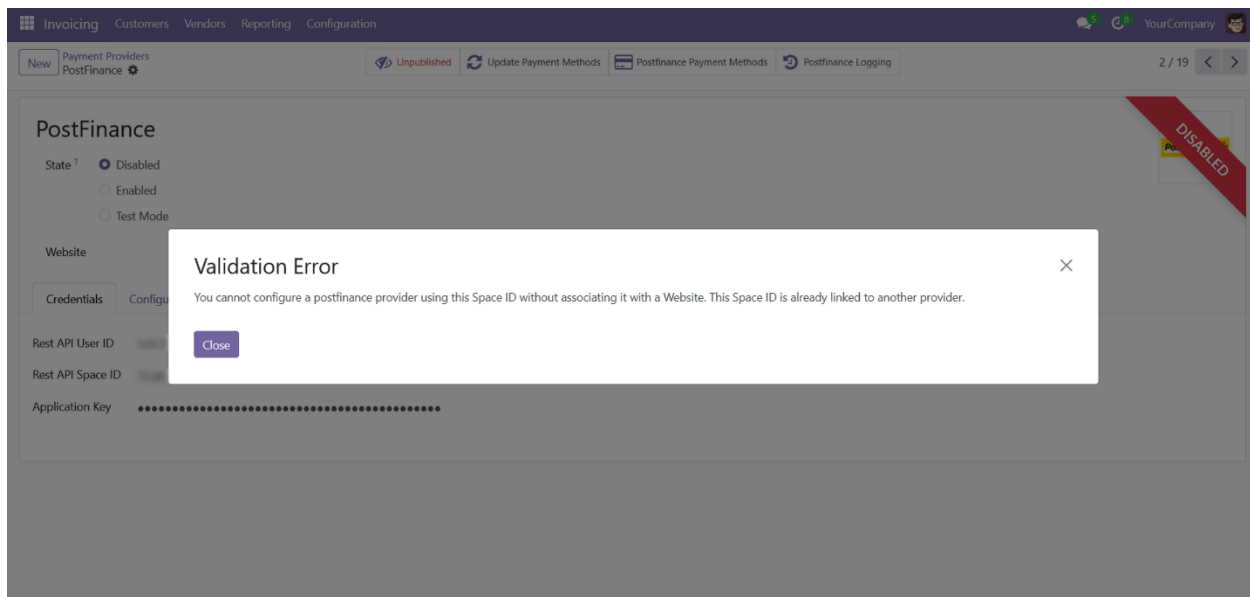 Invoicing Customers Vendors Reporting Configuration 5 8 YourCompany
New Payment Providers
PostFinance
Unpublished Update Payment Methods Postfinance Payment Methods Postfinance Logging
2 / 19
PostFinance
DISABLED
State ? Disabled
Enabled
Test Mode
Website
Validation Error
You cannot configure a postfinance provider using this Space ID without associating it with a Website. This Space ID is already linked to another provider.
Close
Credentials Configu
Rest API User ID
Rest API Space ID
Application Key ••••••••••••••••••••••••••••••••••••••••••••